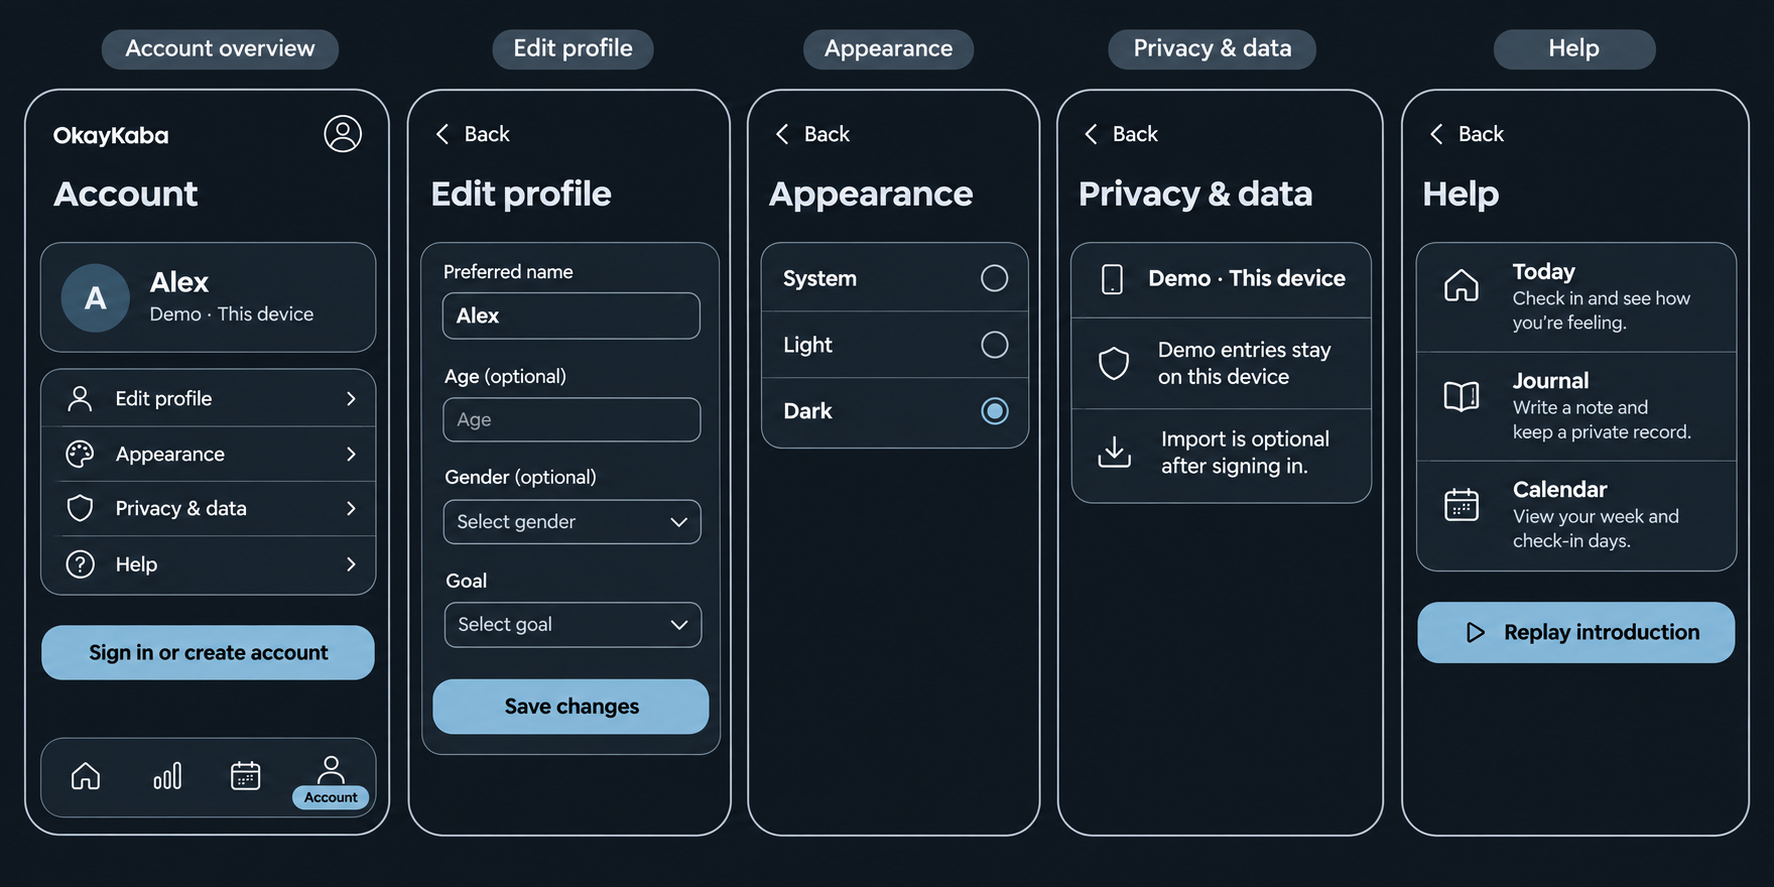 Account overview
OkayKaba
Account
A
Alex
Demo · This device
Edit profile
Appearance
Privacy & data
Help
Sign in or create account
Account
Edit profile
Back
Edit profile
Preferred name
Alex
Age (optional)
Age
Gender (optional)
Select gender
Goal
Select goal
Save changes
Appearance
Back
Appearance
System
Light
Dark
Privacy & data
Back
Privacy & data
Demo · This device
Demo entries stay
on this device
Import is optional
after signing in.
Help
Back
Help
Today
Check in and see how
you're feeling.
Journal
Write a note and
keep a private record.
Calendar
View your week and
check-in days.
Replay introduction